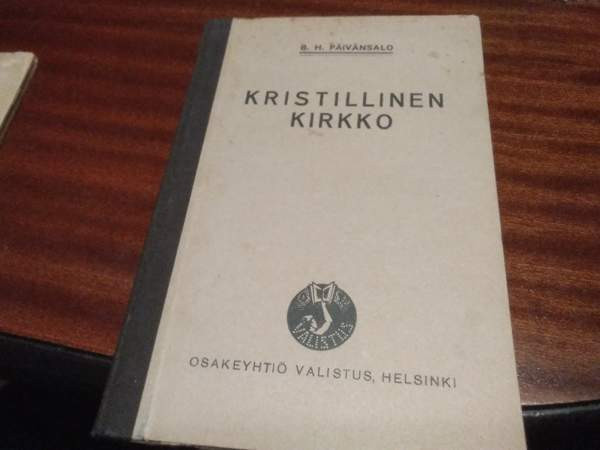 B. H. PÄIVÄNSALO
KRISTILLINEN
KIRKKO
VALISTUS
OSAKEYHTIÖ VALISTUS, HELSINKI